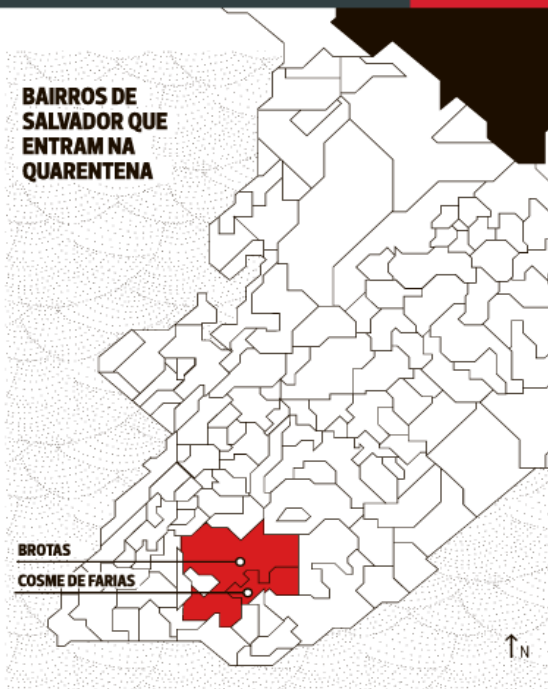 BAIRROS DE
SALVADOR QUE
ENTRAM NA
QUARENTENA
BROTAS
COSME DE FARIAS
N